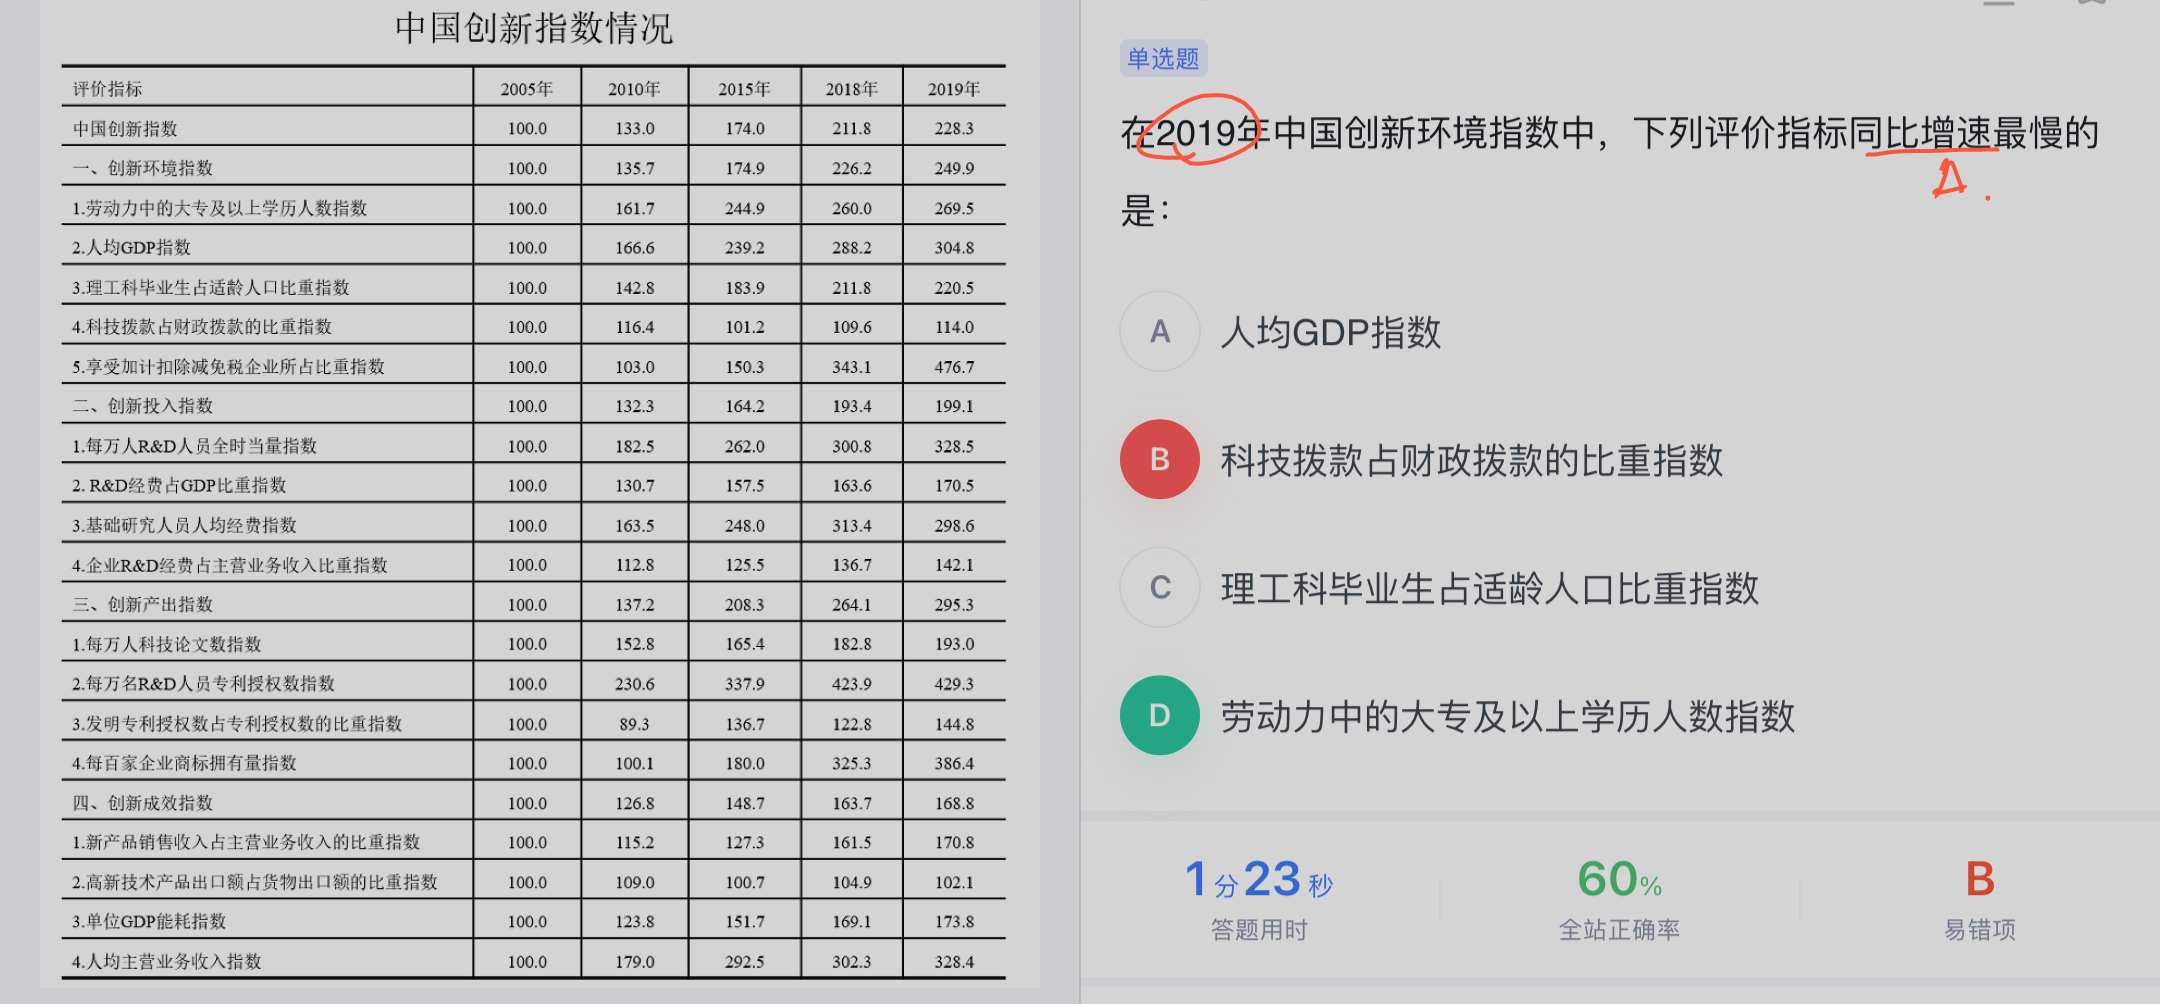 中国创新指数情况
评价指标 2005年 2010年 2015年 2018年 2019年
中国创新指数 100.0 133.0 174.0 211.8 228.3
一、创新环境指数 100.0 135.7 174.9 226.2 249.9
1.劳动力中的大专及以上学历人数指数 100.0 161.7 244.9 260.0 269.5
2.人均GDP指数 100.0 166.6 239.2 288.2 304.8
3.理工科毕业生占适龄人口比重指数 100.0 142.8 183.9 211.8 220.5
4.科技拨款占财政拨款的比重指数 100.0 116.4 101.2 109.6 114.0
5.享受加计扣除减免税企业所占比重指数 100.0 103.0 150.3 343.1 476.7
二、创新投入指数 100.0 132.3 164.2 193.4 199.1
1.每万人R&D人员全时当量指数 100.0 182.5 262.0 300.8 328.5
2. R&D经费占GDP比重指数 100.0 130.7 157.5 163.6 170.5
3.基础研究人员人均经费指数 100.0 163.5 248.0 313.4 298.6
4.企业R&D经费占主营业务收入比重指数 100.0 112.8 125.5 136.7 142.1
三、创新产出指数 100.0 137.2 208.3 264.1 295.3
1.每万人科技论文数指数 100.0 152.8 165.4 182.8 193.0
2.每万名R&D人员专利授权数指数 100.0 230.6 337.9 423.9 429.3
3.发明专利授权数占专利授权数的比重指数 100.0 89.3 136.7 122.8 144.8
4.每百家企业商标拥有量指数 100.0 100.1 180.0 325.3 386.4
四、创新成效指数 100.0 126.8 148.7 163.7 168.8
1.新产品销售收入占主营业务收入的比重指数 100.0 115.2 127.3 161.5 170.8
2.高新技术产品出口额占货物出口额的比重指数 100.0 109.0 100.7 104.9 102.1
3.单位GDP能耗指数 100.0 123.8 151.7 169.1 173.8
4.人均主营业务收入指数 100.0 179.0 292.5 302.3 328.4
单选题
在2019年中国创新环境指数中，下列评价指标同比增速最慢的
是：
A 人均GDP指数
B 科技拨款占财政拨款的比重指数
C 理工科毕业生占适龄人口比重指数
D 劳动力中的大专及以上学历人数指数
1分23秒 60% B
答题用时 全站正确率 易错项